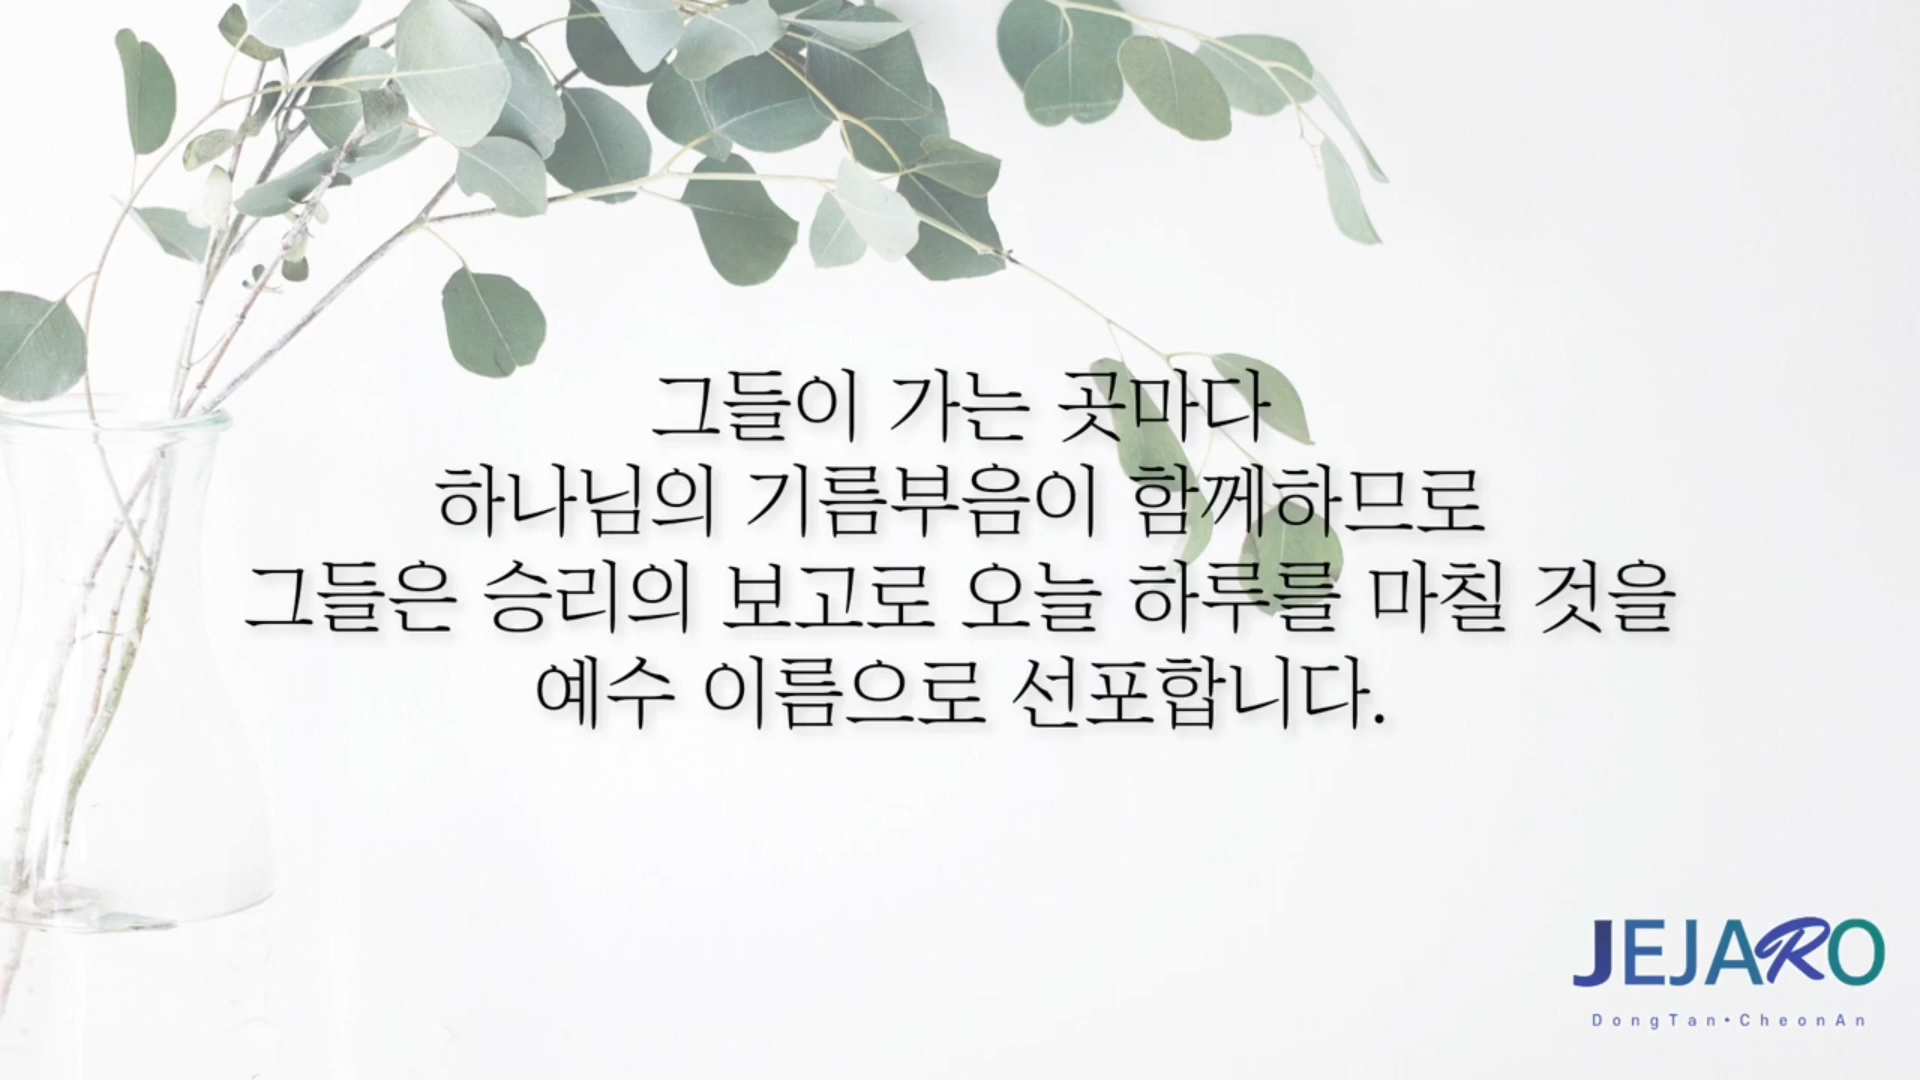 그들이 가는 곳마다
하나님의 기름부음이 함께하므로
그들은 승리의 보고로 오늘 하루를 마칠 것을
예수 이름으로 선포합니다.
JEJARO
DongTan•CheonAn